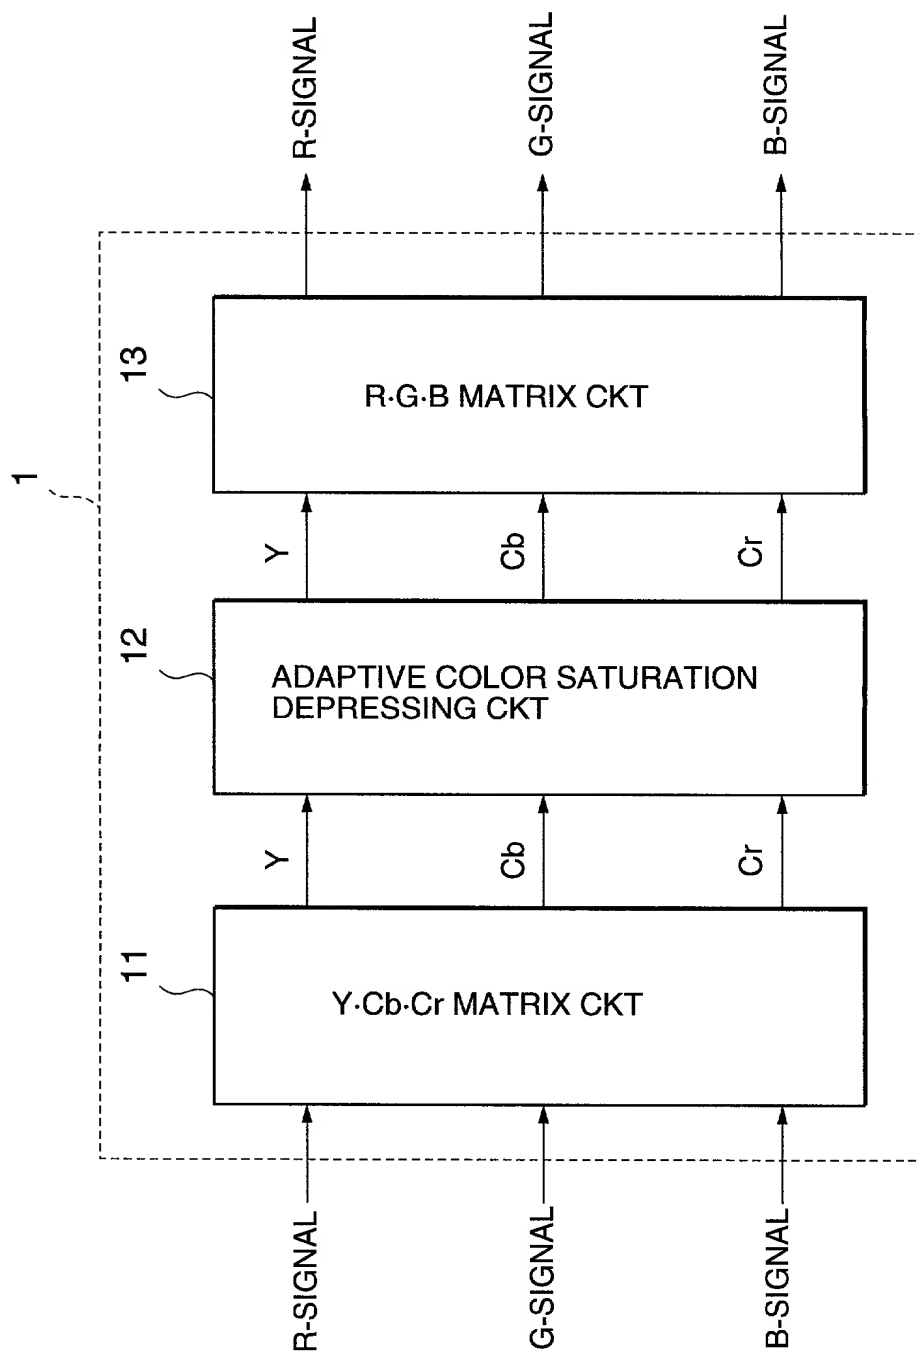 1
11
12
13
R-SIGNAL
G-SIGNAL
B-SIGNAL
Y·Cb·Cr MATRIX CKT
Y
Cb
Cr
ADAPTIVE COLOR SATURATION
DEPRESSING CKT
Y
Cb
Cr
R·G·B MATRIX CKT
R-SIGNAL
G-SIGNAL
B-SIGNAL